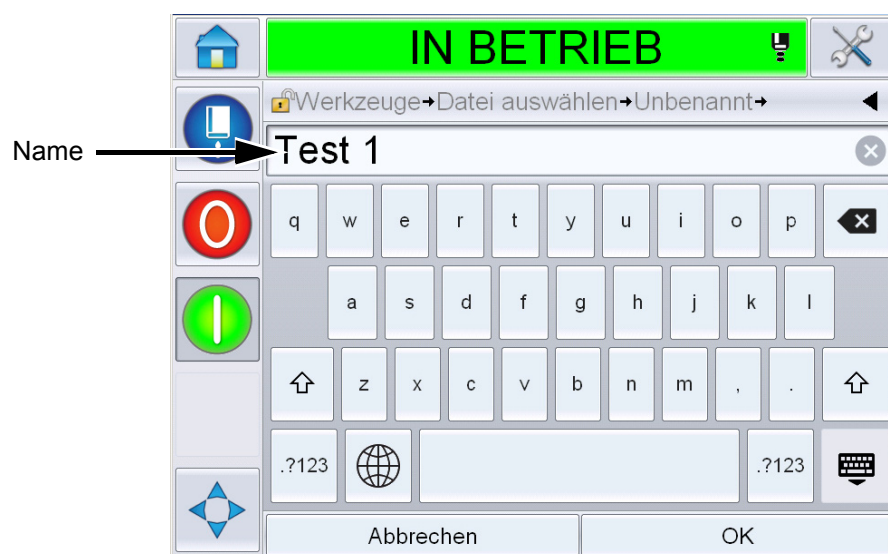 IN BETRIEB
Werkzeuge→Datei auswählen→Unbenannt→
Name
Test 1
q w e r t y u i o p
a s d f g h j k l
z x c v b n m , .
.?123 .?123
Abbrechen OK